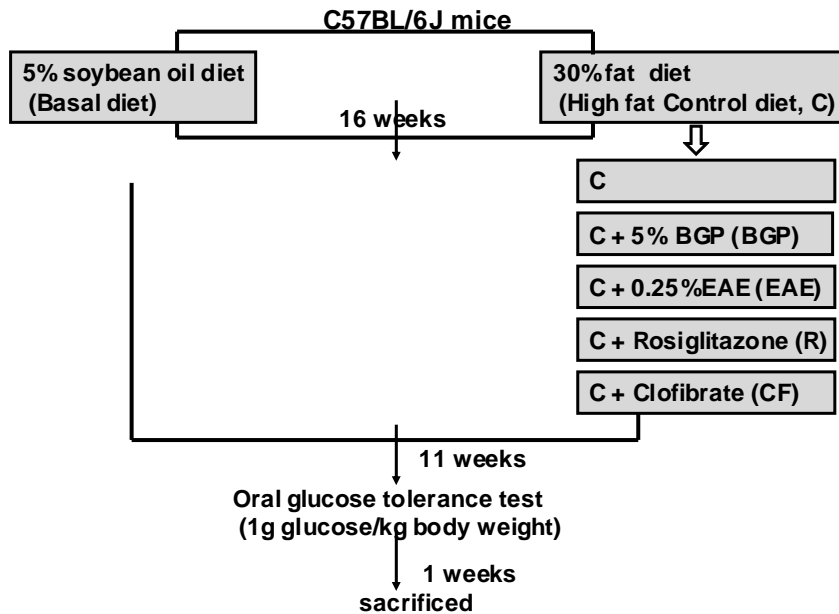 C57BL/6J mice
5% soybean oil diet
(Basal diet)
30%fat diet
(High fat Control diet, C)
16 weeks
C
C + 5% BGP (BGP)
C + 0.25%EAE (EAE)
C + Rosiglitazone (R)
C + Clofibrate (CF)
11 weeks
Oral glucose tolerance test
(1g glucose/kg body weight)
1 weeks
sacrificed